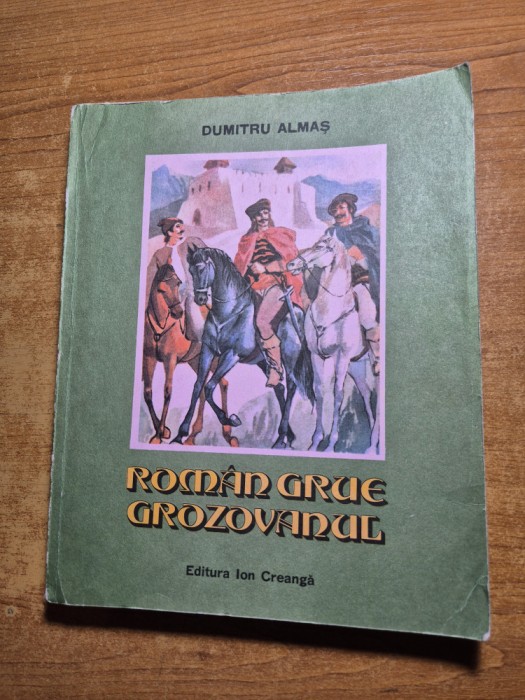 DUMITRU ALMAȘ
ROMÂN GRUE
GROZOVANUL
Editura Ion Creangă